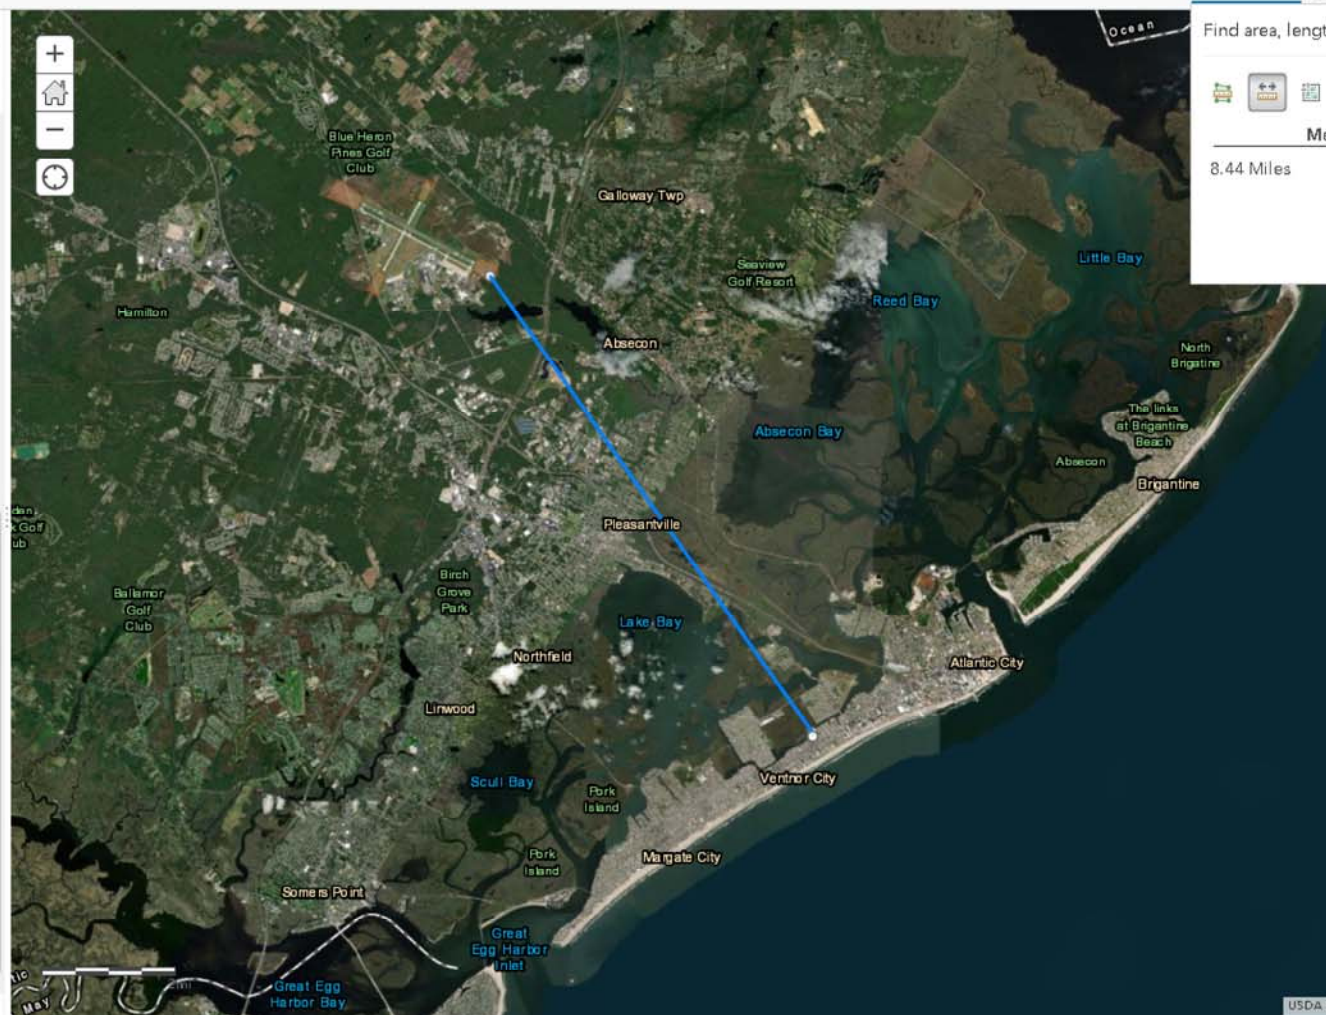 Ocean
Find area, lengt
+
−
8.44 Miles
Blue Heron
Pines Golf
Club
Galloway Twp
Seaview
Golf Resort
Little Bay
Reed Bay
Hamilton
Absecon
North
Brigatine
The links
at Brigantine
Beach
Absecon Bay
Absecon
Brigantine
Pleasantville
Golf
Birch
Grove
Park
Ballamor
Golf
Club
Lake Bay
Northfield
Atlantic City
Linwood
Ventnor City
Scull Bay
Pork
Island
Margate City
Pork
Island
Somers Point
Great
Egg Harbor
Inlet
Great Egg
Harbor Bay
May
USDA